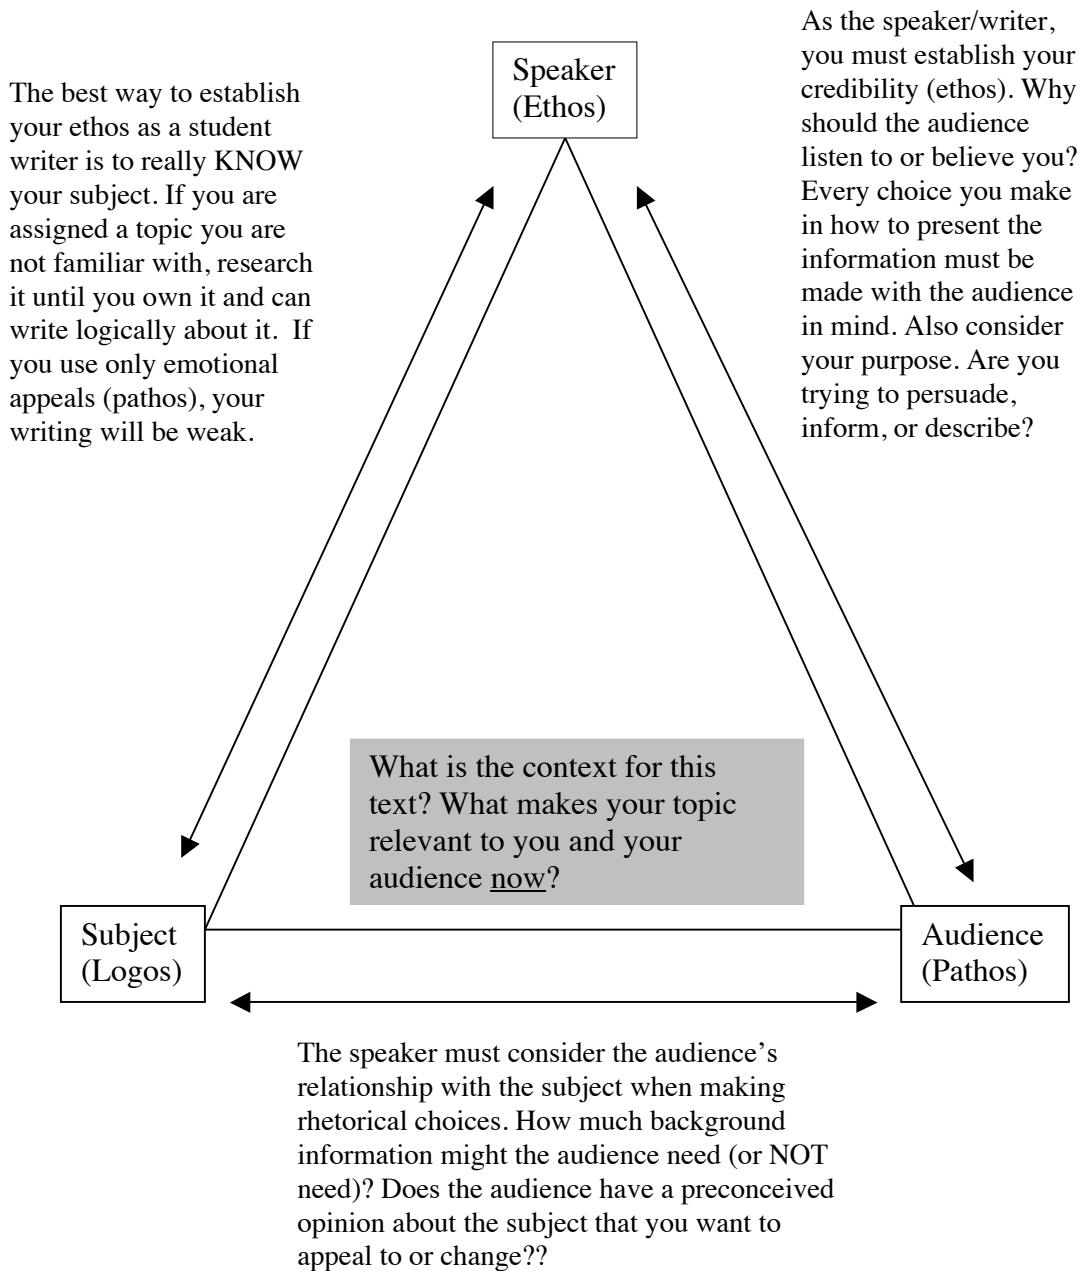 Speaker
(Ethos)
The best way to establish
your ethos as a student
writer is to really KNOW
your subject. If you are
assigned a topic you are
not familiar with, research
it until you own it and can
write logically about it.  If
you use only emotional
appeals (pathos), your
writing will be weak.
As the speaker/writer,
you must establish your
credibility (ethos). Why
should the audience
listen to or believe you?
Every choice you make
in how to present the
information must be
made with the audience
in mind. Also consider
your purpose. Are you
trying to persuade,
inform, or describe?
What is the context for this
text? What makes your topic
relevant to you and your
audience now?
Subject
(Logos)
Audience
(Pathos)
The speaker must consider the audience’s
relationship with the subject when making
rhetorical choices. How much background
information might the audience need (or NOT
need)? Does the audience have a preconceived
opinion about the subject that you want to
appeal to or change??